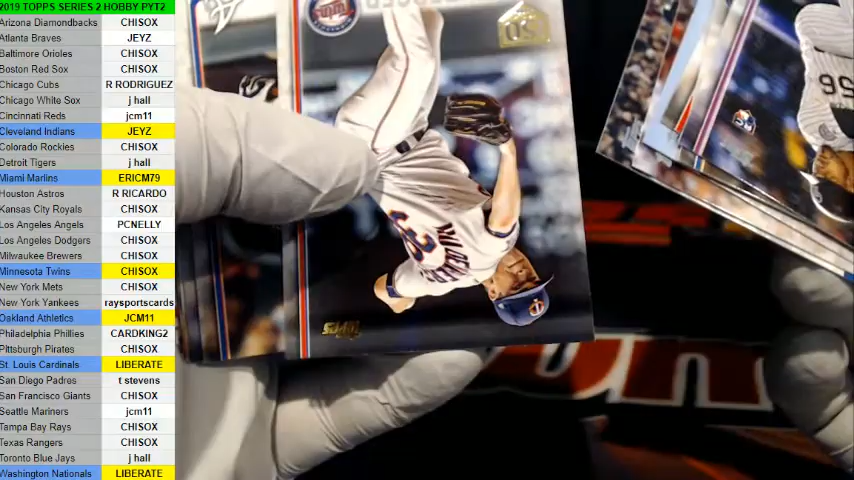 2019 TOPPS SERIES 2 HOBBY PYT2
Arizona Diamondbacks CHISOX
Atlanta Braves JEYZ
Baltimore Orioles CHISOX
Boston Red Sox CHISOX
Chicago Cubs R RODRIGUEZ
Chicago White Sox j hall
Cincinnati Reds jcm11
Cleveland Indians JEYZ
Colorado Rockies CHISOX
Detroit Tigers j hall
Miami Marlins ERICM79
Houston Astros R RICARDO
Kansas City Royals CHISOX
Los Angeles Angels PCNELLY
Los Angeles Dodgers CHISOX
Milwaukee Brewers CHISOX
Minnesota Twins CHISOX
New York Mets CHISOX
New York Yankees raysportscards
Oakland Athletics JCM11
Philadelphia Phillies CARDKING2
Pittsburgh Pirates CHISOX
St. Louis Cardinals LIBERATE
San Diego Padres t stevens
San Francisco Giants CHISOX
Seattle Mariners jcm11
Tampa Bay Rays CHISOX
Texas Rangers CHISOX
Toronto Blue Jays j hall
Washington Nationals LIBERATE
Twins
Topps
56